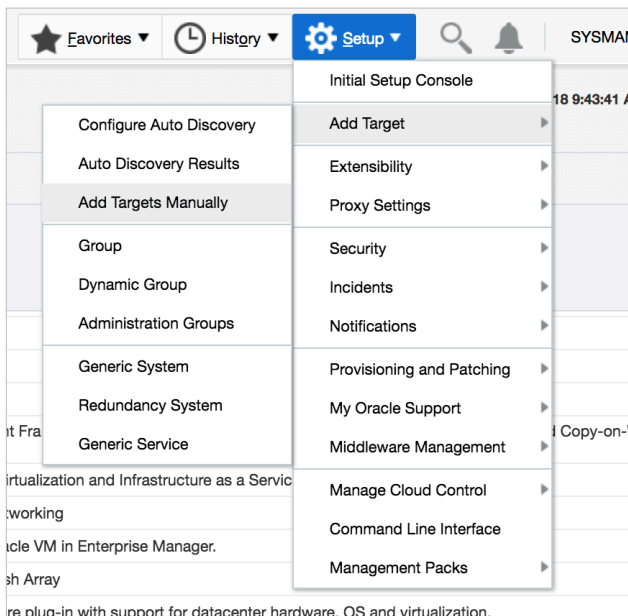 Favorites ▼ History ▼ Setup ▼ SYSMAN
Initial Setup Console
18 9:43:41 A
Add Target
Extensibility
Proxy Settings
Security
Incidents
Notifications
Provisioning and Patching
My Oracle Support
Middleware Management
Manage Cloud Control
Command Line Interface
Management Packs
Configure Auto Discovery
Auto Discovery Results
Add Targets Manually
Group
Dynamic Group
Administration Groups
Generic System
Redundancy System
Generic Service
nt Fra
d Copy-on-
irtualization and Infrastructure as a Servic
tworking
acle VM in Enterprise Manager.
sh Array
re plug-in with support for datacenter hardware, OS and virtualization.